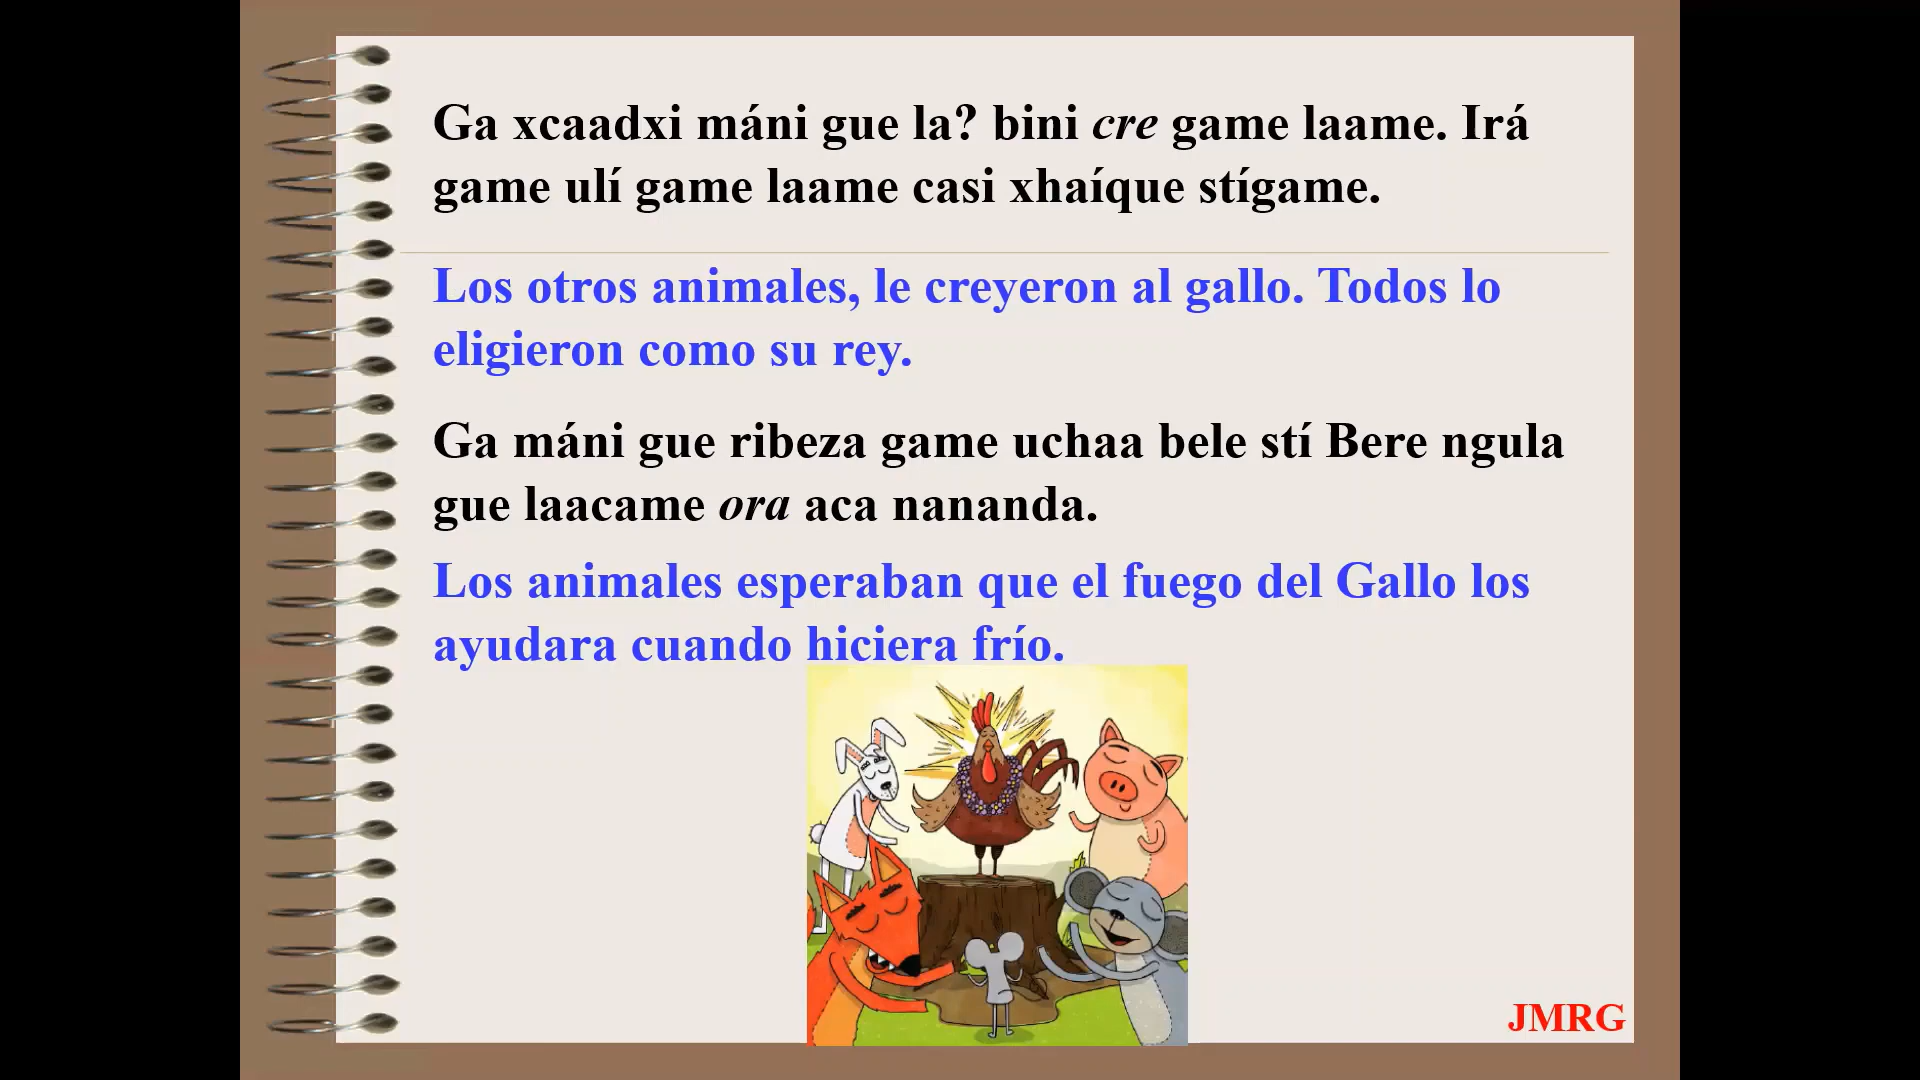 Ga xcaadxi máni gue la? bini cre game laame. Irá
game ulí game laame casi xhaíque stígame.
Los otros animales, le creyeron al gallo. Todos lo
eligieron como su rey.
Ga máni gue ribeza game uchaa bele stí Bere ngula
gue laacame ora aca nananda.
Los animales esperaban que el fuego del Gallo los
ayudara cuando hiciera frío.
JMRG